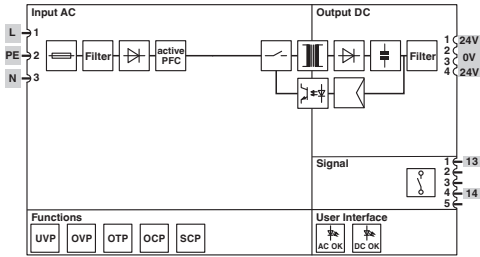 Input AC
Output DC
L 1
PE 2
N 3
Filter
active
PFC
Filter
1 24V
2
0V
3
4 24V
Signal
1 13
2
3
4 14
5
Functions
UVP OVP OTP OCP SCP
User Interface
AC OK DC OK